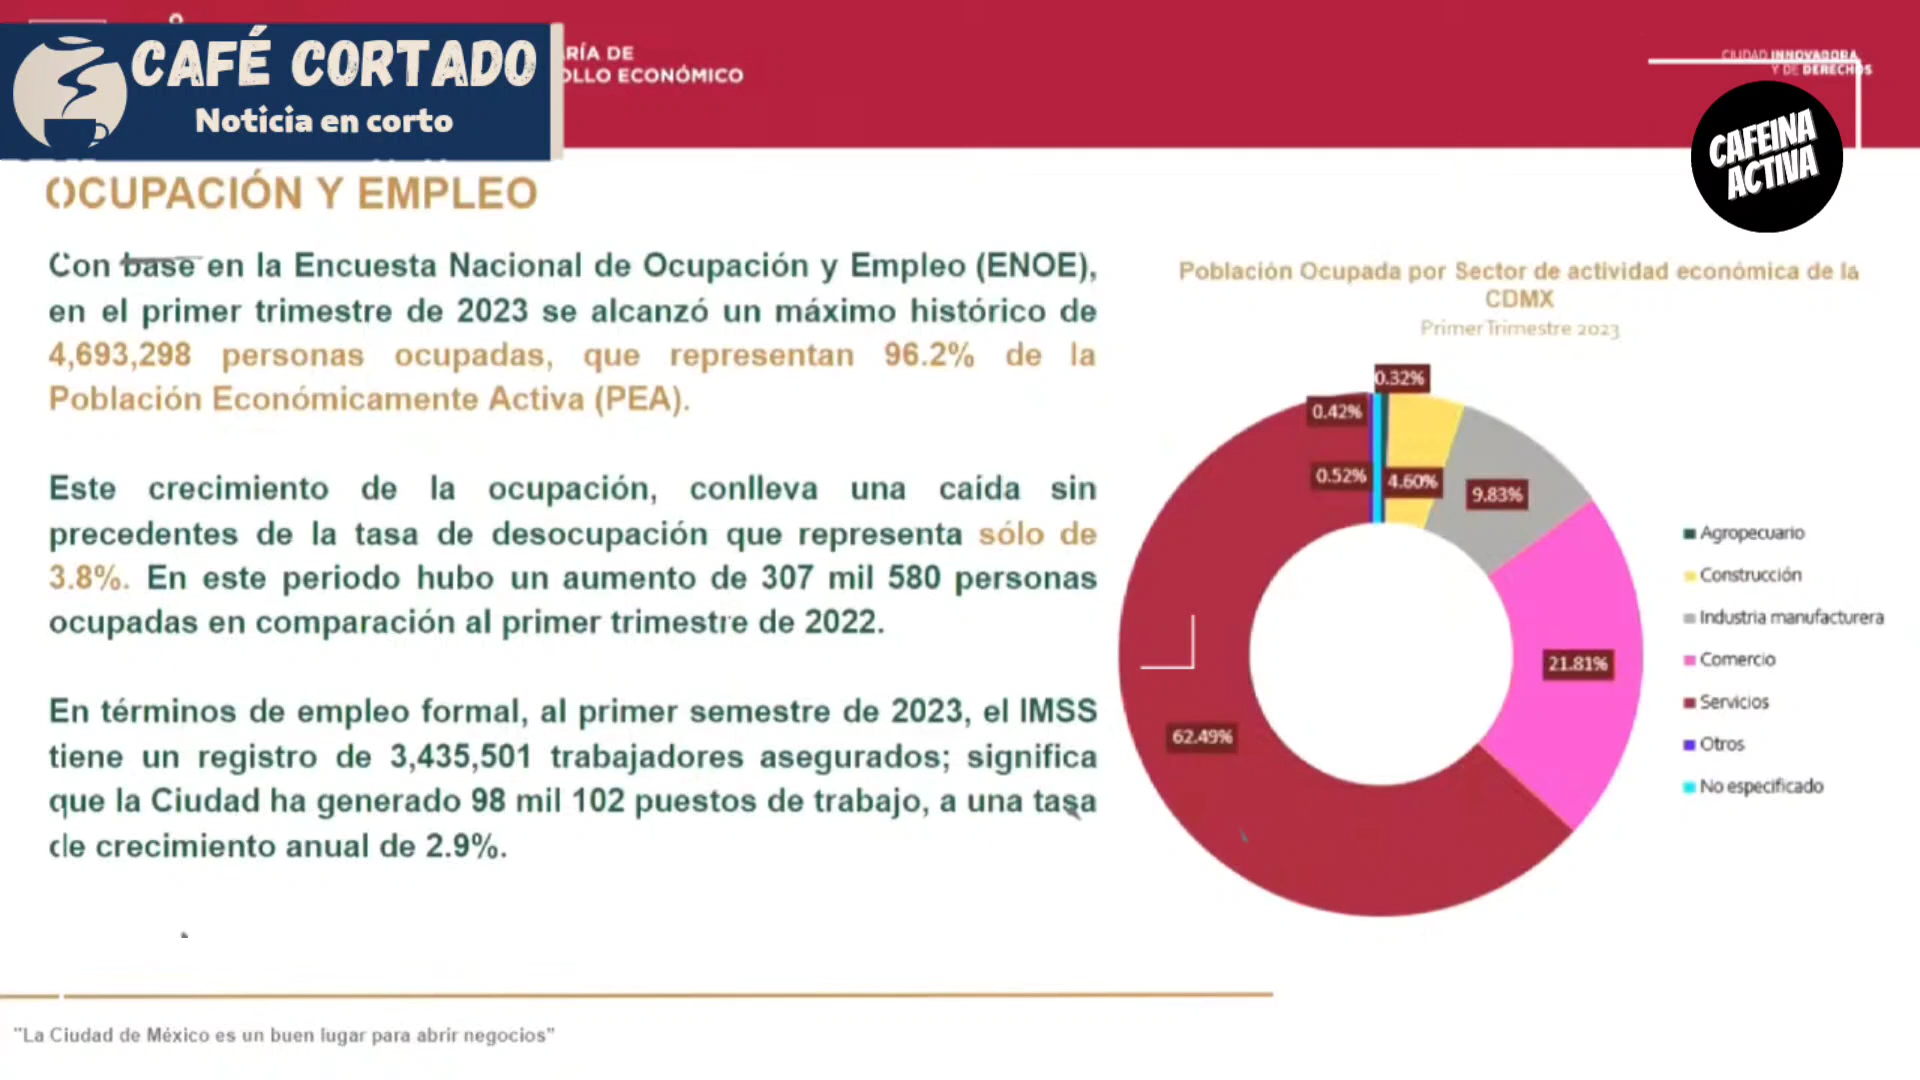 CAFÉ CORTADO
Noticia en corto
RÍA DE
OLLO ECONÓMICO
CIUDAD INNOVADORA
Y DE DERECHOS
CAFEINA
ACTIVA
OCUPACIÓN Y EMPLEO
Con base en la Encuesta Nacional de Ocupación y Empleo (ENOE),
en el primer trimestre de 2023 se alcanzó un máximo histórico de
4,693,298 personas ocupadas, que representan 96.2% de la
Población Económicamente Activa (PEA).
Este crecimiento de la ocupación, conlleva una caída sin
precedentes de la tasa de desocupación que representa sólo de
3.8%. En este periodo hubo un aumento de 307 mil 580 personas
ocupadas en comparación al primer trimestre de 2022.
En términos de empleo formal, al primer semestre de 2023, el IMSS
tiene un registro de 3,435,501 trabajadores asegurados; significa
que la Ciudad ha generado 98 mil 102 puestos de trabajo, a una tasa
de crecimiento anual de 2.9%.
Población Ocupada por Sector de actividad económica de la
CDMX
Primer Trimestre 2023
0.32%
0.42%
0.52%
4.60%
9.83%
21.81%
62.49%
Agropecuario
Construcción
Industria manufacturera
Comercio
Servicios
Otros
No especificado
"La Ciudad de México es un buen lugar para abrir negocios"